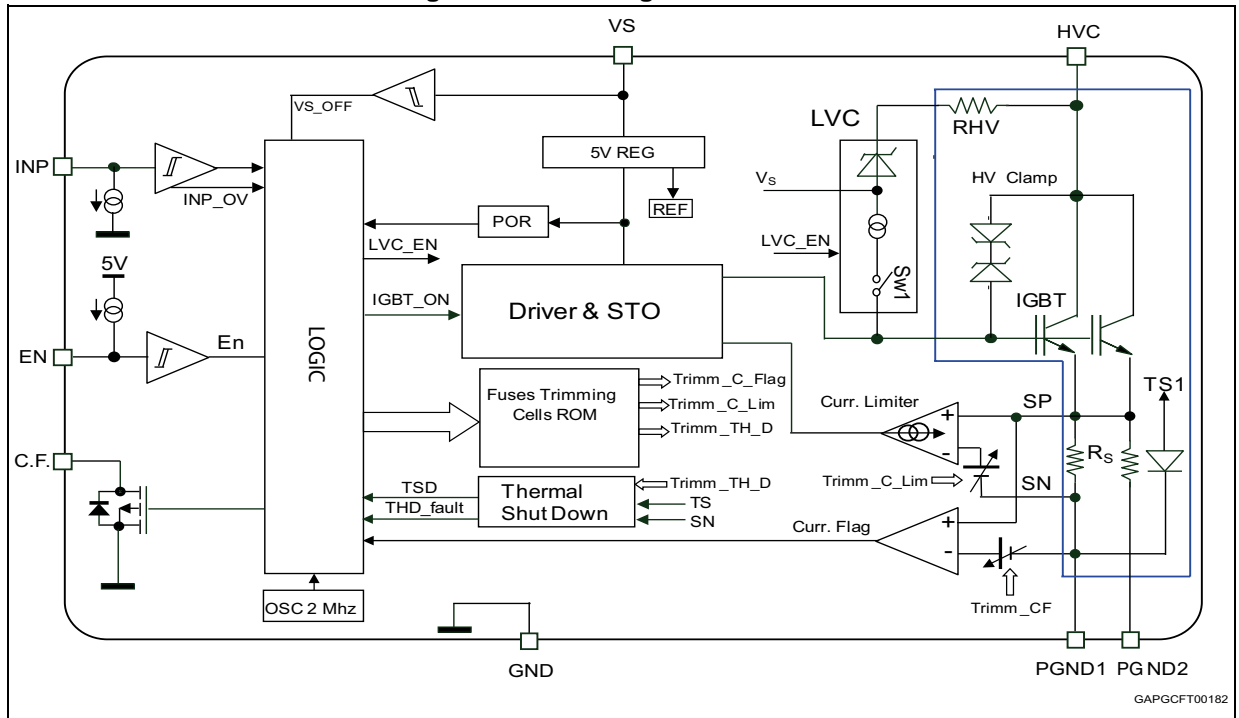 VS
HVC
VS_OFF
LVC
RHV
5V REG
INP
INP_OV
VS
HV Clamp
REF
POR
LVC_EN
LVC_EN
5V
Sw1
IGBT
IGBT_ON
Driver & STO
LOGIC
EN
En
TS1
Trimm_C_Flag
Fuses Trimming
Cells ROM
Trimm_C_Lim
Trimm_TH_D
Curr. Limiter
+
-
SP
RS
SN
C.F.
Trimm_C_Lim
TSD
Thermal
Shut Down
Trimm_TH_D
THD_fault
TS
SN
Curr. Flag
+
-
OSC 2 Mhz
Trimm_CF
GND
PGND1 PGND2
GAPGCFT00182